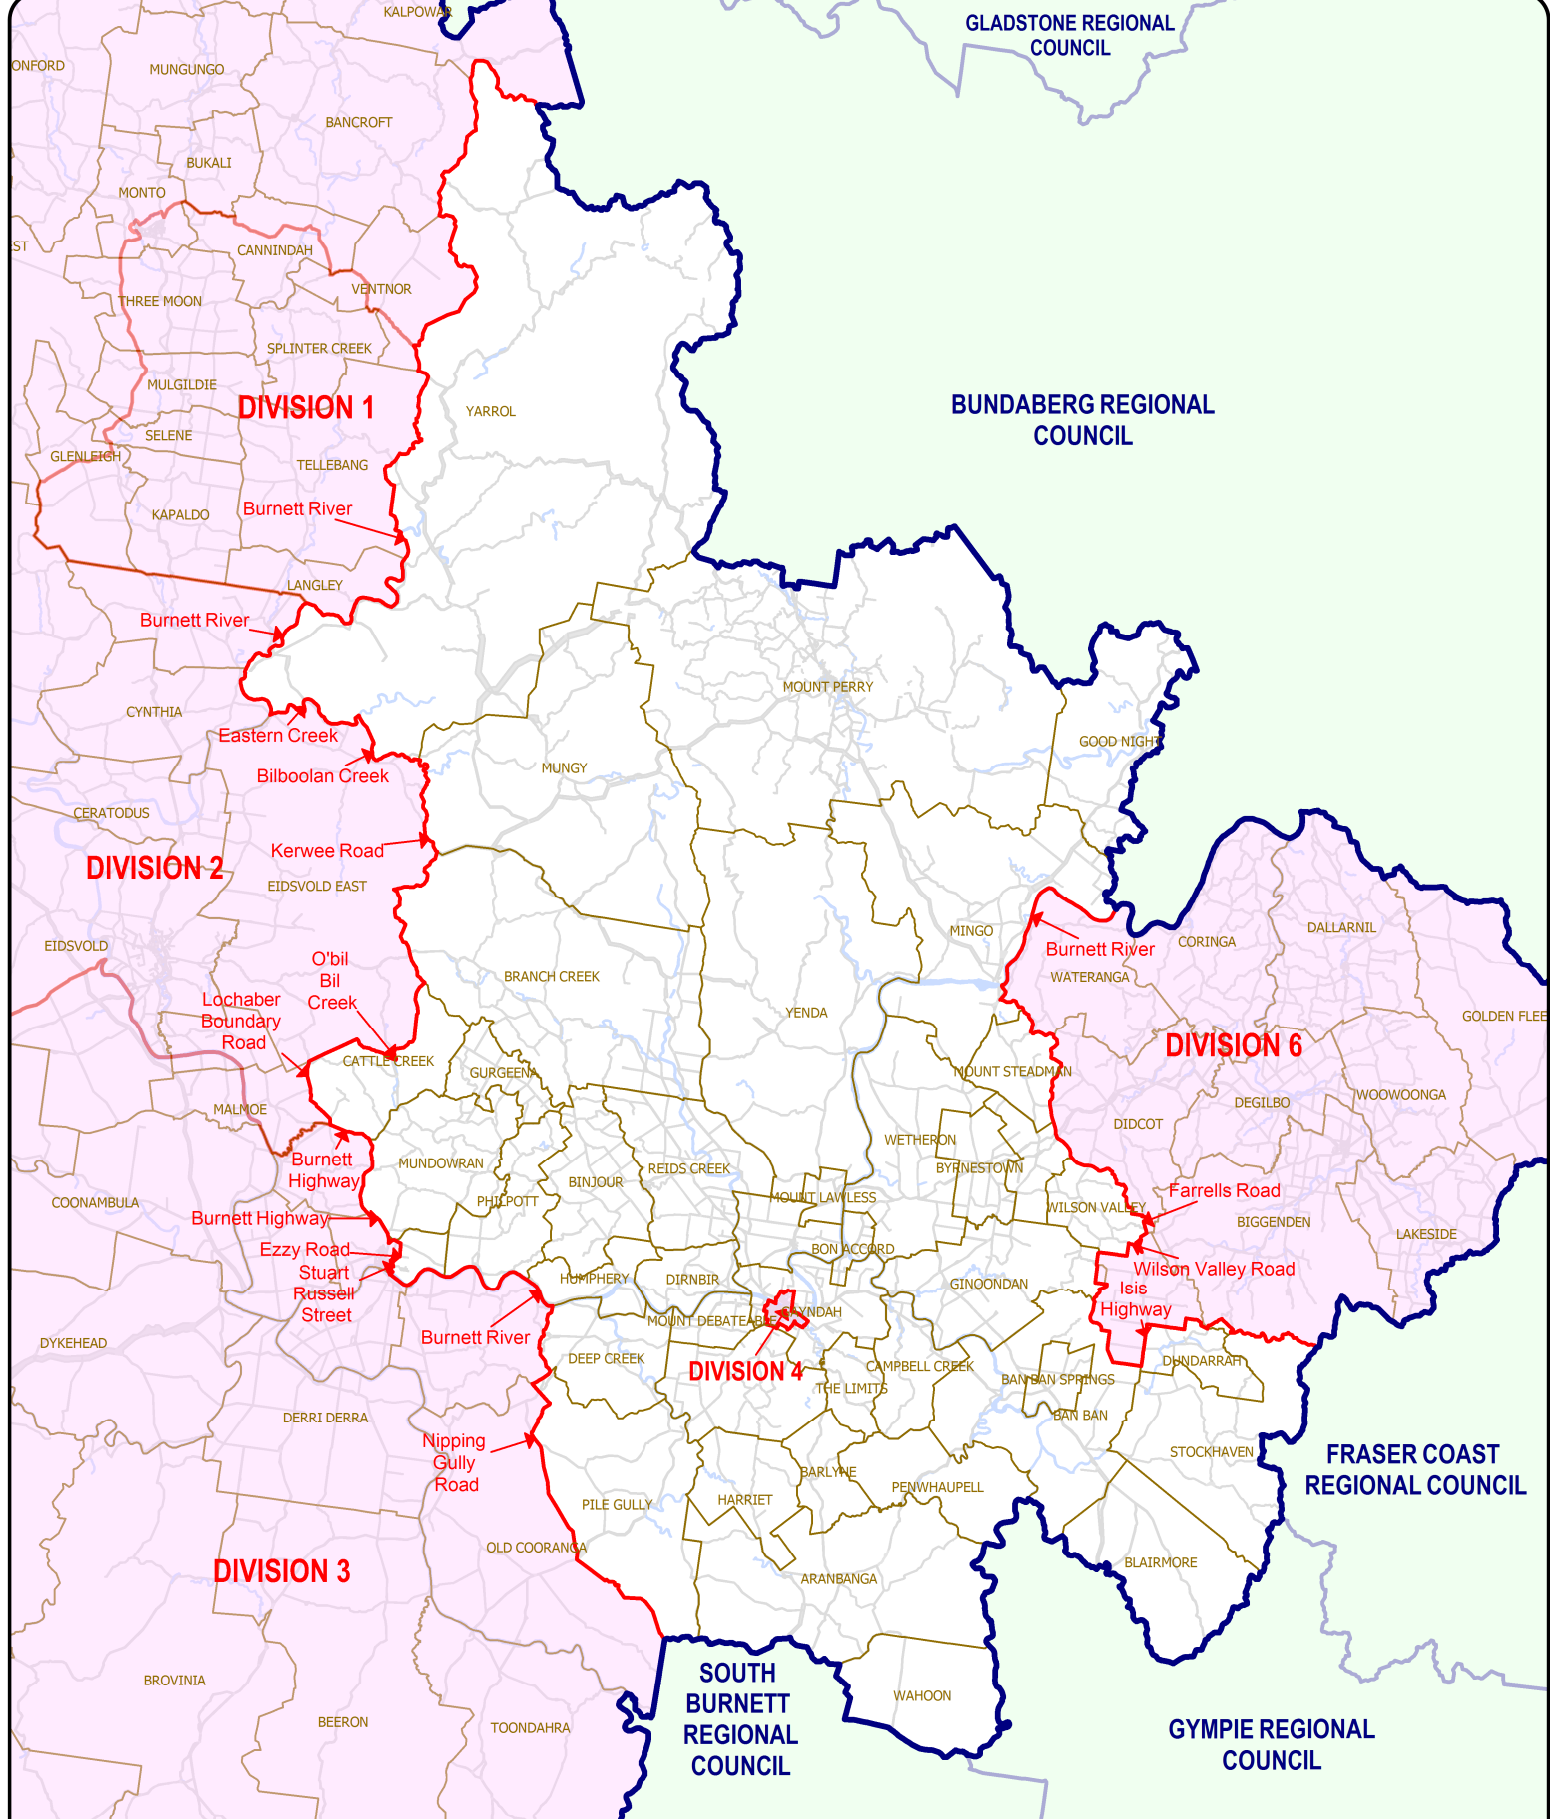 KALPOWAR
GLADSTONE REGIONAL
COUNCIL
ONFORD
MUNGUNGO
BANCROFT
BUKALI
MONTO
ST
CANNINDAH
VENTNOR
THREE MOON
SPLINTER CREEK
MULGILDIE
DIVISION 1
YARROL
BUNDABERG REGIONAL
COUNCIL
SELENE
GLENLEIGH
TELLEBANG
Burnett River
KAPALDO
LANGLEY
Burnett River
MOUNT PERRY
CYNTHIA
Eastern Creek
GOOD NIGHT
MUNGY
Bilboolan Creek
CERATODUS
Kerwee Road
DIVISION 2
EIDSVOLD EAST
EIDSVOLD
O'bil
Bil
Creek
BRANCH CREEK
MINGO
Burnett River
CORINGA
DALLARNIL
WATERANGA
Lochaber
Boundary
Road
YENDA
GOLDEN FLEE
DIVISION 6
CATTLE CREEK
GURGEENA
MOUNT STEADMAN
WOOWOONGA
DEGILBO
MALMOE
DIDCOT
WETHERON
Burnett
Highway
MUNDOWRAN
REIDS CREEK
BYRNESTOWN
BINJOUR
PHILPOTT
MOUNT LAWLESS
WILSON VALLEY
Farrells Road
COONAMBULA
Burnett Highway
BIGGENDEN
LAKESIDE
Ezzy Road
BON ACCORD
Stuart
Russell
Street
HUMPHERY
DIRNBIR
GINOONDAN
Wilson Valley Road
Isis
Highway
MOUNT DEBATEABLE
GAYNDAH
Burnett River
DYKEHEAD
DEEP CREEK
DIVISION 4
CAMPBELL CREEK
DUNDARRAH
THE LIMITS
BAN BAN SPRINGS
BAN BAN
DERRI DERRA
Nipping
Gully
Road
STOCKHAVEN
FRASER COAST
REGIONAL COUNCIL
BARLYNE
PENWHAUPELL
PILE GULLY
HARRIET
OLD COORANGA
BLAIRMORE
DIVISION 3
ARANBANGA
BROVINIA
SOUTH
BURNETT
REGIONAL
COUNCIL
WAHOON
BEERON
TOONDAHRA
GYMPIE REGIONAL
COUNCIL